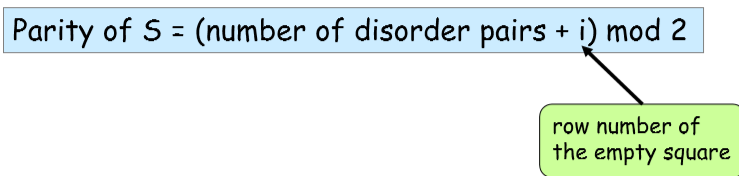 Parity of S = (number of disorder pairs + i) mod 2
row number of
the empty square